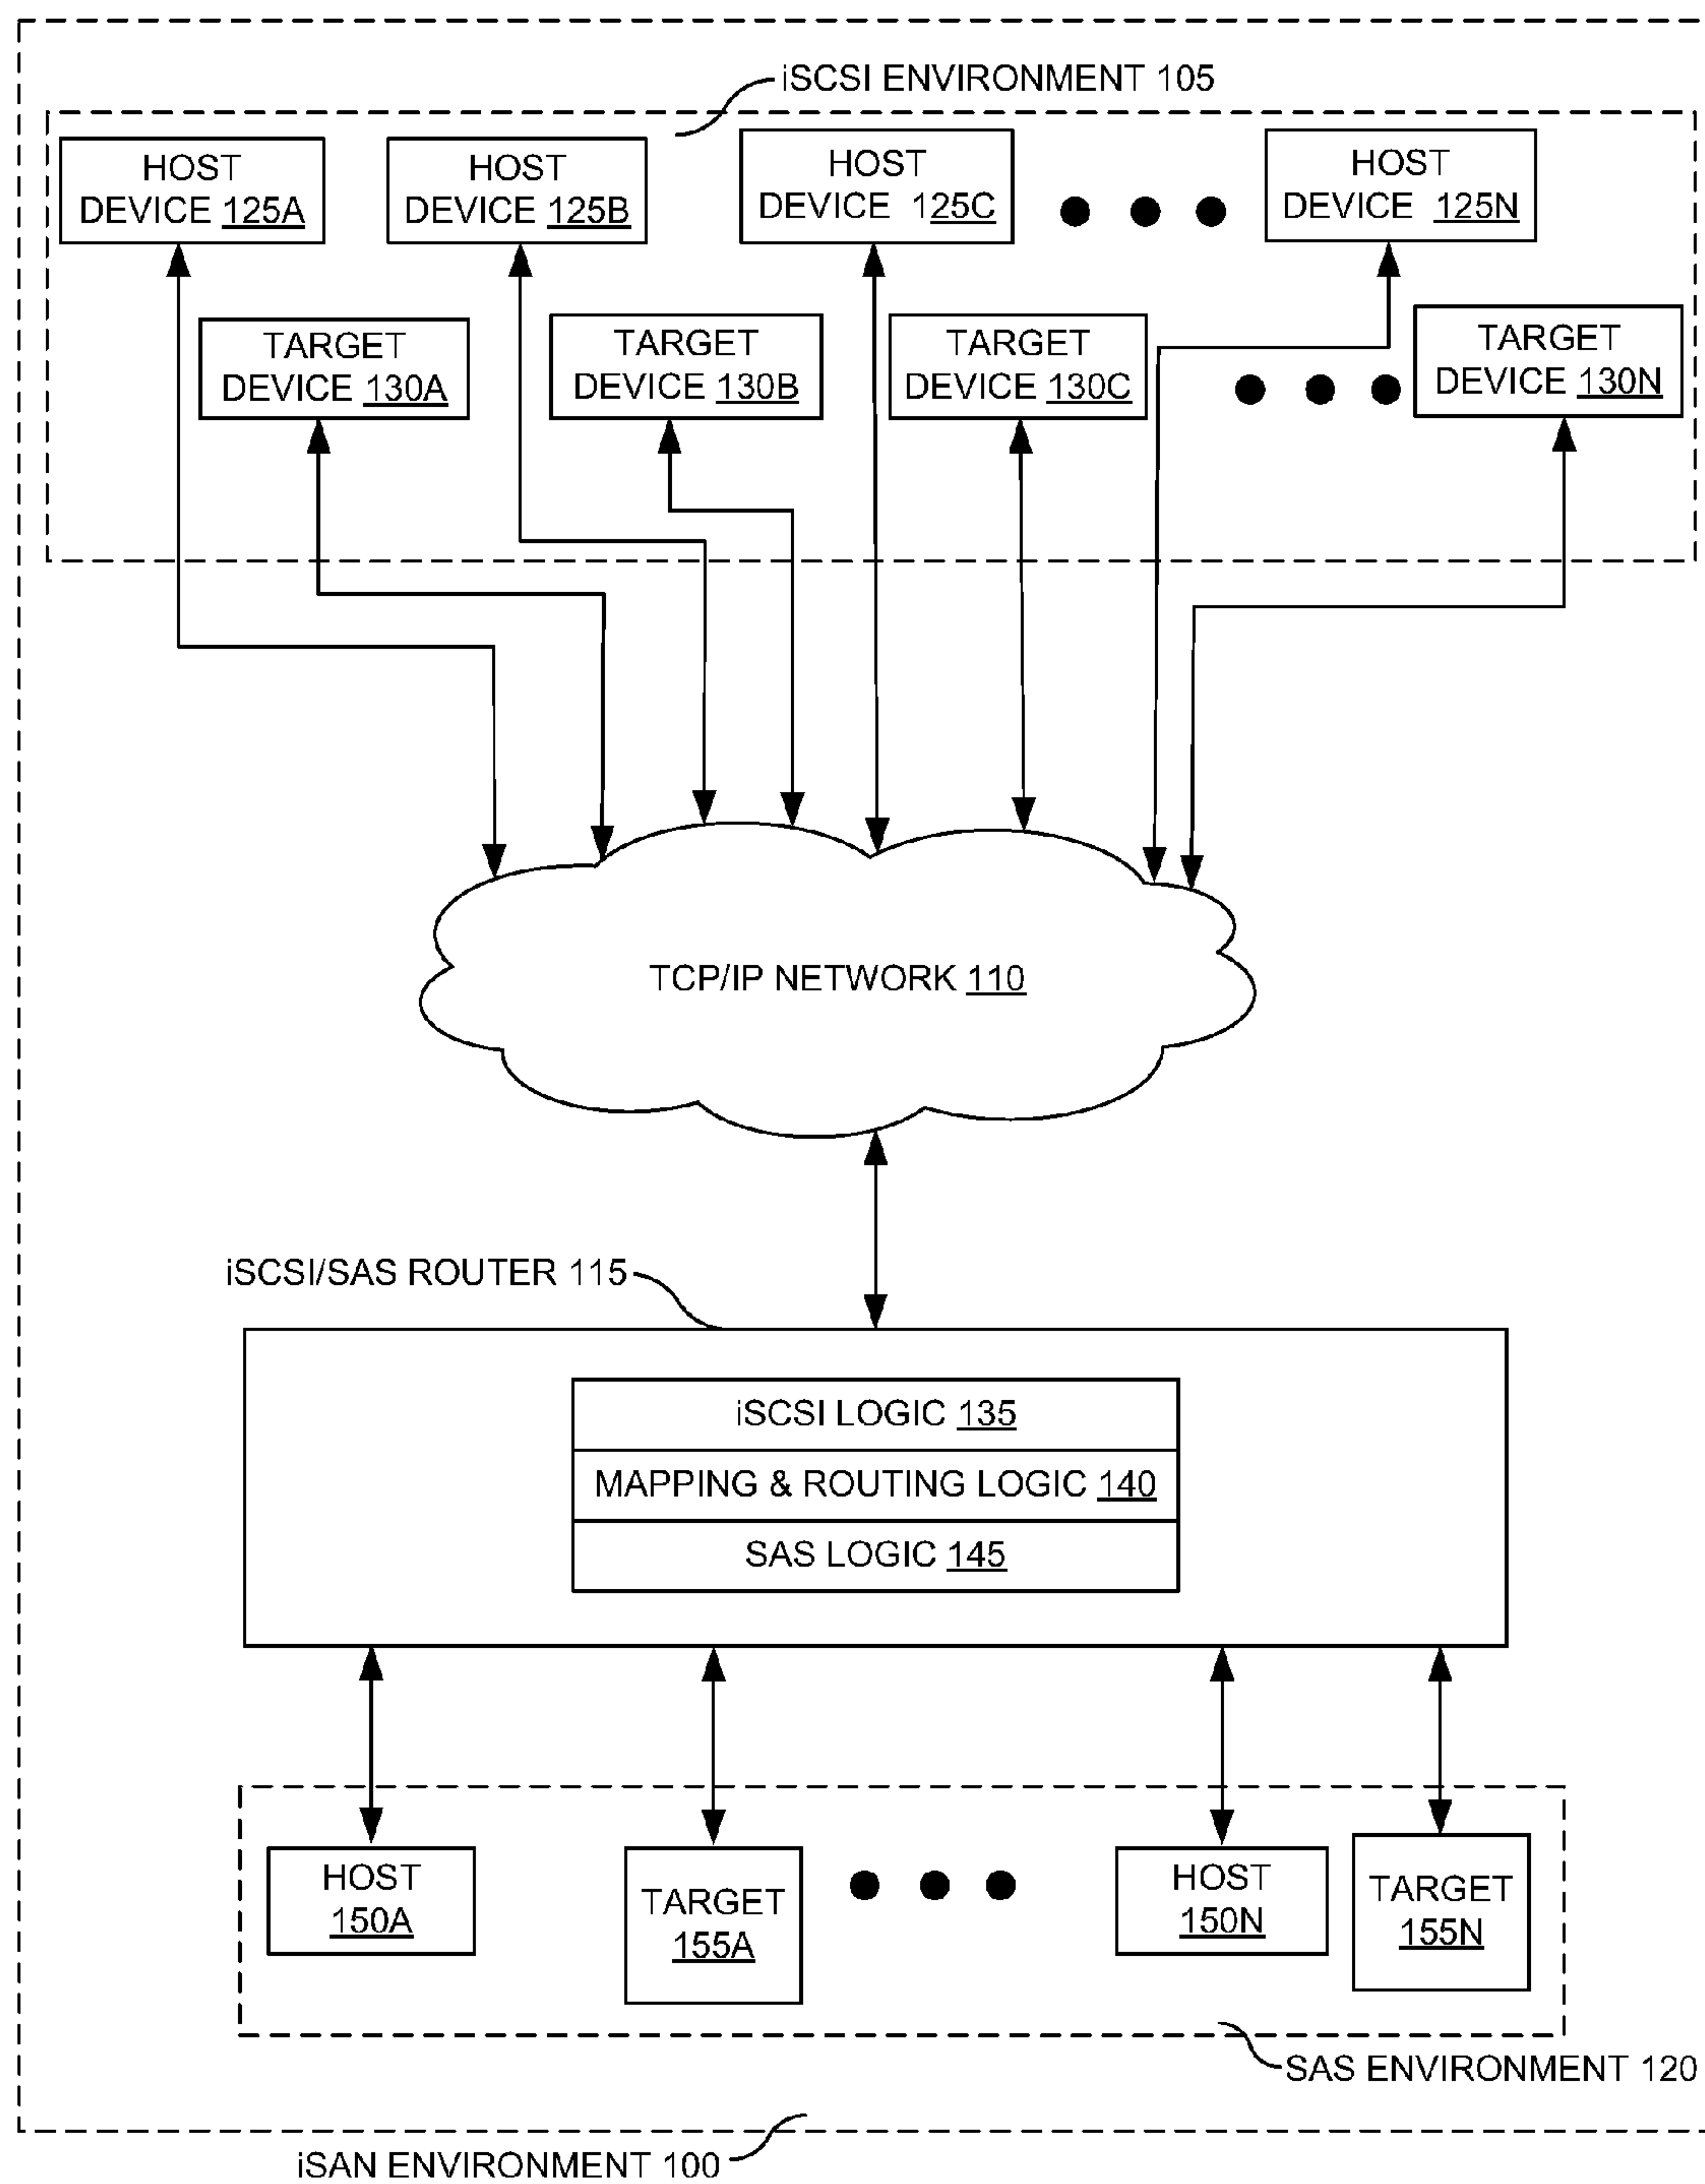 iSCSI ENVIRONMENT 105
HOST
DEVICE 125A
HOST
DEVICE 125B
HOST
DEVICE 125C
HOST
DEVICE 125N
TARGET
DEVICE 130A
TARGET
DEVICE 130B
TARGET
DEVICE 130C
TARGET
DEVICE 130N
TCP/IP NETWORK 110
iSCSI/SAS ROUTER 115
iSCSI LOGIC 135
MAPPING & ROUTING LOGIC 140
SAS LOGIC 145
HOST
150A
TARGET
155A
HOST
150N
TARGET
155N
SAS ENVIRONMENT 120
iSAN ENVIRONMENT 100